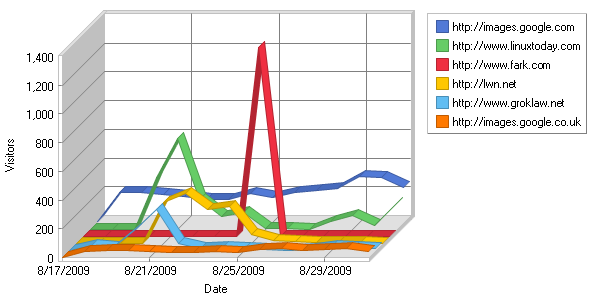 http://images.google.com
http://www.linuxtoday.com
http://www.fark.com
http://lwn.net
http://www.groklaw.net
http://images.google.co.uk
1,400
1,200
1,000
800
600
400
200
0
Visitors
8/17/2009 8/21/2009 8/25/2009 8/29/2009
Date